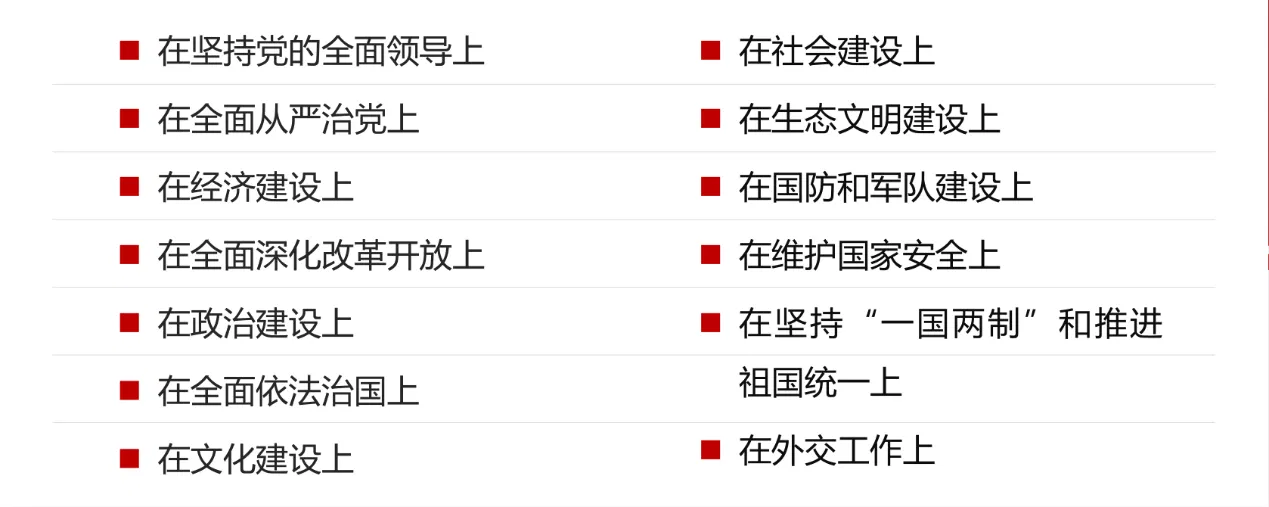 在坚持党的全面领导上
在全面从严治党上
在经济建设上
在全面深化改革开放上
在政治建设上
在全面依法治国上
在文化建设上
在社会建设上
在生态文明建设上
在国防和军队建设上
在维护国家安全上
在坚持“一国两制”和推进
祖国统一上
在外交工作上